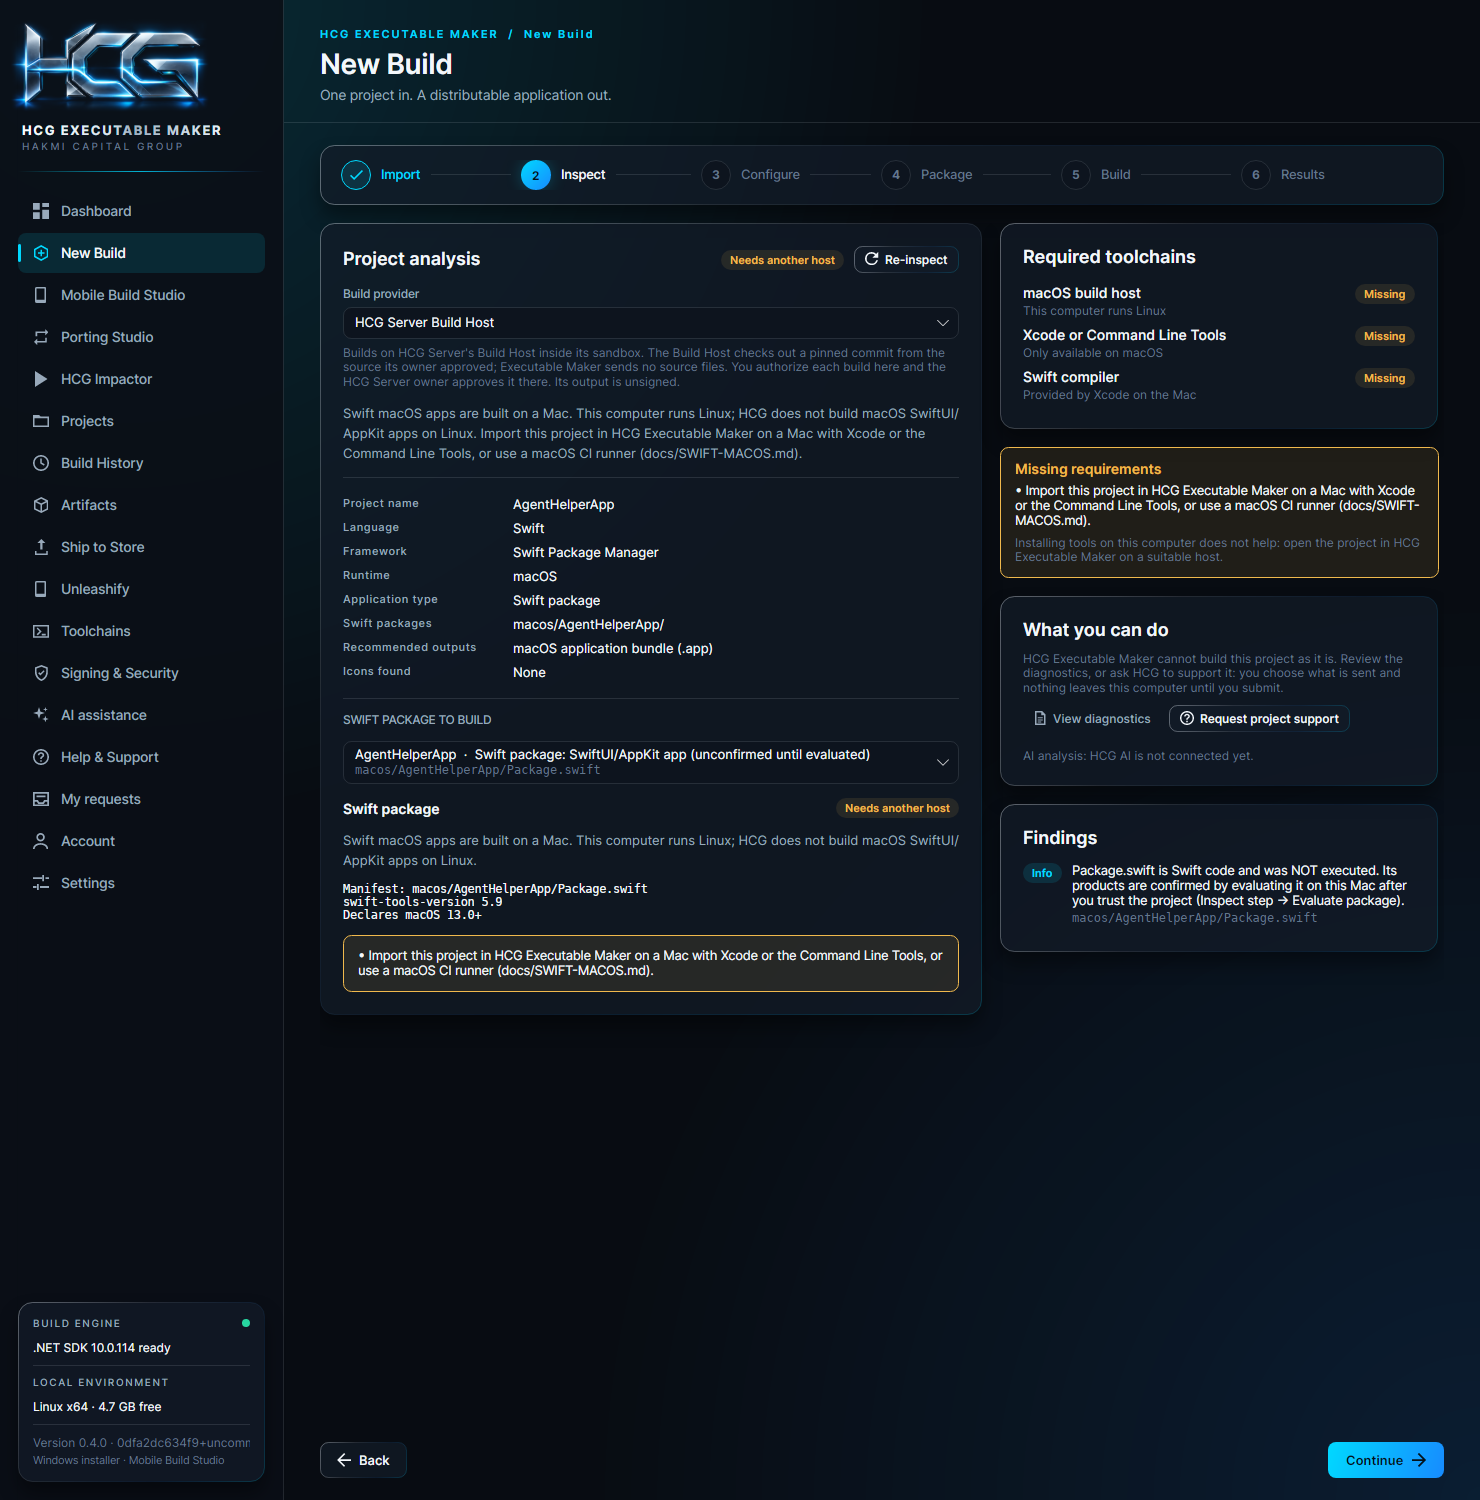 HCG
HCG EXECUTABLE MAKER
HAKMI CAPITAL GROUP
Dashboard
New Build
Mobile Build Studio
Porting Studio
HCG Impactor
Projects
Build History
Artifacts
Ship to Store
Unleashify
Toolchains
Signing & Security
AI assistance
Help & Support
My requests
Account
Settings
BUILD ENGINE
.NET SDK 10.0.114 ready
LOCAL ENVIRONMENT
Linux x64 · 4.7 GB free
Version 0.4.0 · 0dfa2dc634f9+uncomm
Windows installer · Mobile Build Studio
HCG EXECUTABLE MAKER / New Build
New Build
One project in. A distributable application out.
Import
2 Inspect
3 Configure
4 Package
5 Build
6 Results
Project analysis
Needs another host
Re-inspect
Build provider
HCG Server Build Host
Builds on HCG Server's Build Host inside its sandbox. The Build Host checks out a pinned commit from the
source its owner approved; Executable Maker sends no source files. You authorize each build here and the
HCG Server owner approves it there. Its output is unsigned.
Swift macOS apps are built on a Mac. This computer runs Linux; HCG does not build macOS SwiftUI/
AppKit apps on Linux. Import this project in HCG Executable Maker on a Mac with Xcode or the
Command Line Tools, or use a macOS CI runner (docs/SWIFT-MACOS.md).
Project name AgentHelperApp
Language Swift
Framework Swift Package Manager
Runtime macOS
Application type Swift package
Swift packages macos/AgentHelperApp/
Recommended outputs macOS application bundle (.app)
Icons found None
SWIFT PACKAGE TO BUILD
AgentHelperApp · Swift package: SwiftUI/AppKit app (unconfirmed until evaluated)
macos/AgentHelperApp/Package.swift
Swift package
Needs another host
Swift macOS apps are built on a Mac. This computer runs Linux; HCG does not build macOS SwiftUI/
AppKit apps on Linux.
Manifest: macos/AgentHelperApp/Package.swift
swift-tools-version 5.9
Declares macOS 13.0+
• Import this project in HCG Executable Maker on a Mac with Xcode or the Command Line Tools, or
use a macOS CI runner (docs/SWIFT-MACOS.md).
Required toolchains
macOS build host Missing
This computer runs Linux
Xcode or Command Line Tools Missing
Only available on macOS
Swift compiler Missing
Provided by Xcode on the Mac
Missing requirements
• Import this project in HCG Executable Maker on a Mac with Xcode
or the Command Line Tools, or use a macOS CI runner (docs/SWIFT-
MACOS.md).
Installing tools on this computer does not help: open the project in HCG
Executable Maker on a suitable host.
What you can do
HCG Executable Maker cannot build this project as it is. Review the
diagnostics, or ask HCG to support it: you choose what is sent and
nothing leaves this computer until you submit.
View diagnostics
Request project support
AI analysis: HCG AI is not connected yet.
Findings
Info
Package.swift is Swift code and was NOT executed. Its
products are confirmed by evaluating it on this Mac after
you trust the project (Inspect step → Evaluate package).
macos/AgentHelperApp/Package.swift
← Back
Continue →